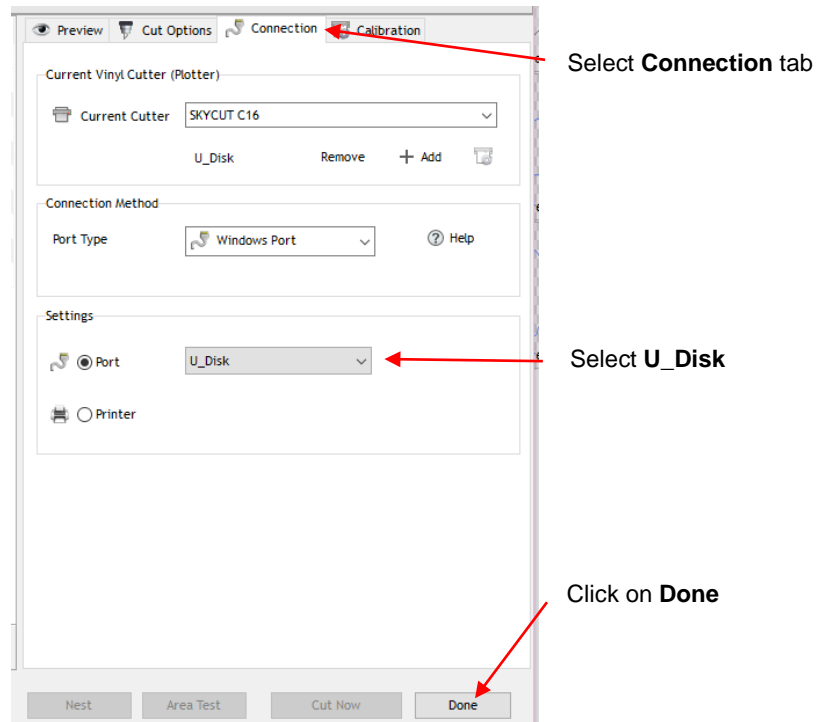 Preview Cut Options Connection Calibration
Select Connection tab
Current Vinyl Cutter (Plotter)
Current Cutter SKYCUT C16
U_Disk Remove + Add
Connection Method
Port Type Windows Port ? Help
Settings
Port U_Disk
Select U_Disk
Printer
Click on Done
Nest Area Test Cut Now Done